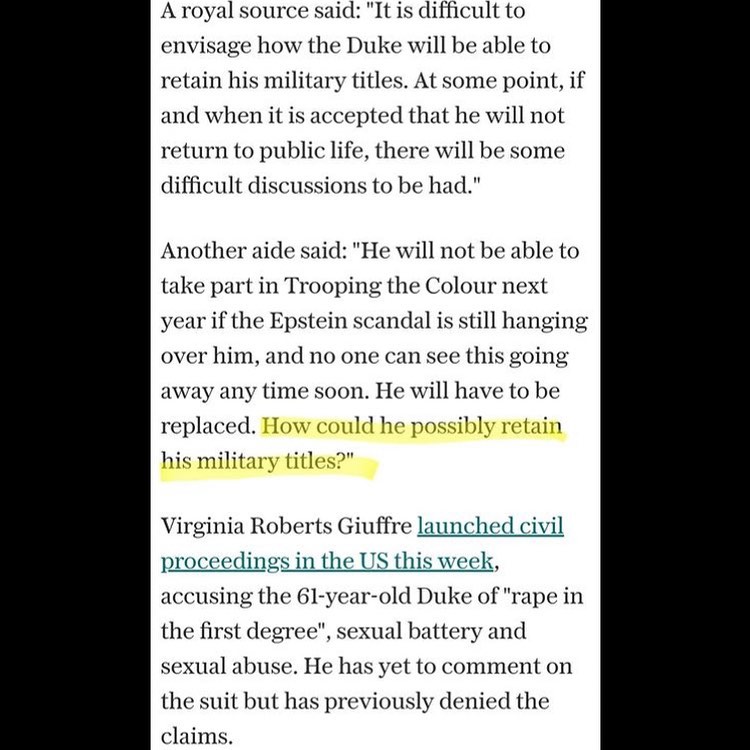 A royal source said: "It is difficult to
envisage how the Duke will be able to
retain his military titles. At some point, if
and when it is accepted that he will not
return to public life, there will be some
difficult discussions to be had."
Another aide said: "He will not be able to
take part in Trooping the Colour next
year if the Epstein scandal is still hanging
over him, and no one can see this going
away any time soon. He will have to be
replaced. How could he possibly retain
his military titles?"
Virginia Roberts Giuffre launched civil
proceedings in the US this week,
accusing the 61-year-old Duke of "rape in
the first degree", sexual battery and
sexual abuse. He has yet to comment on
the suit but has previously denied the
claims.